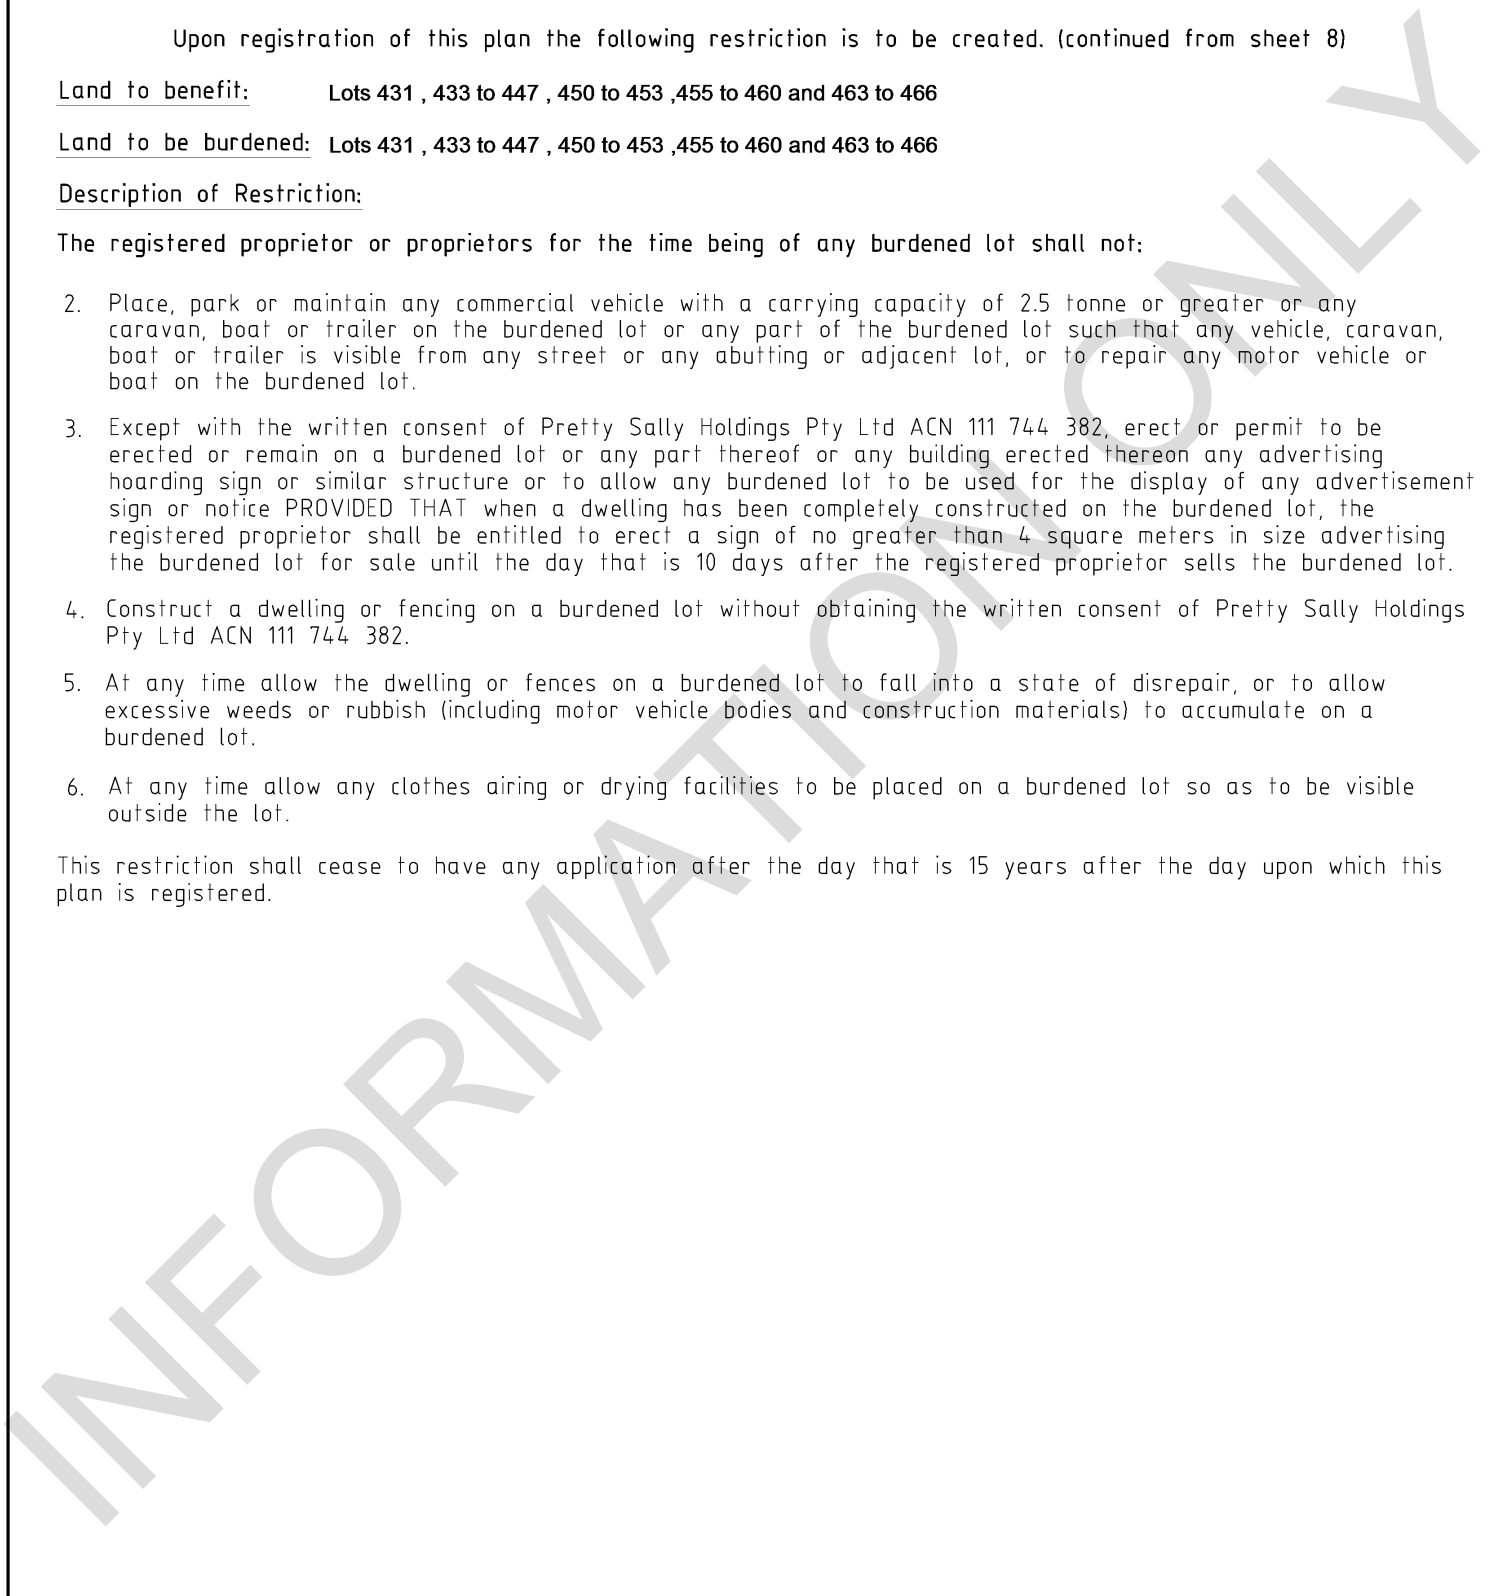 Upon registration of this plan the following restriction is to be created. (continued from sheet 8)
Land to benefit: Lots 431 , 433 to 447 , 450 to 453 ,455 to 460 and 463 to 466
Land to be burdened: Lots 431 , 433 to 447 , 450 to 453 ,455 to 460 and 463 to 466
Description of Restriction:
The registered proprietor or proprietors for the time being of any burdened lot shall not:
2. Place, park or maintain any commercial vehicle with a carrying capacity of 2.5 tonne or greater or any
caravan, boat or trailer on the burdened lot or any part of the burdened lot such that any vehicle, caravan,
boat or trailer is visible from any street or any abutting or adjacent lot, or to repair any motor vehicle or
boat on the burdened lot.
3. Except with the written consent of Pretty Sally Holdings Pty Ltd ACN 111 744 382, erect or permit to be
erected or remain on a burdened lot or any part thereof or any building erected thereon any advertising
hoarding sign or similar structure or to allow any burdened lot to be used for the display of any advertisement
sign or notice PROVIDED THAT when a dwelling has been completely constructed on the burdened lot, the
registered proprietor shall be entitled to erect a sign of no greater than 4 square meters in size advertising
the burdened lot for sale until the day that is 10 days after the registered proprietor sells the burdened lot.
4. Construct a dwelling or fencing on a burdened lot without obtaining the written consent of Pretty Sally Holdings
Pty Ltd ACN 111 744 382.
5. At any time allow the dwelling or fences on a burdened lot to fall into a state of disrepair, or to allow
excessive weeds or rubbish (including motor vehicle bodies and construction materials) to accumulate on a
burdened lot.
6. At any time allow any clothes airing or drying facilities to be placed on a burdened lot so as to be visible
outside the lot.
This restriction shall cease to have any application after the day that is 15 years after the day upon which this
plan is registered.
INFORMATION ONLY